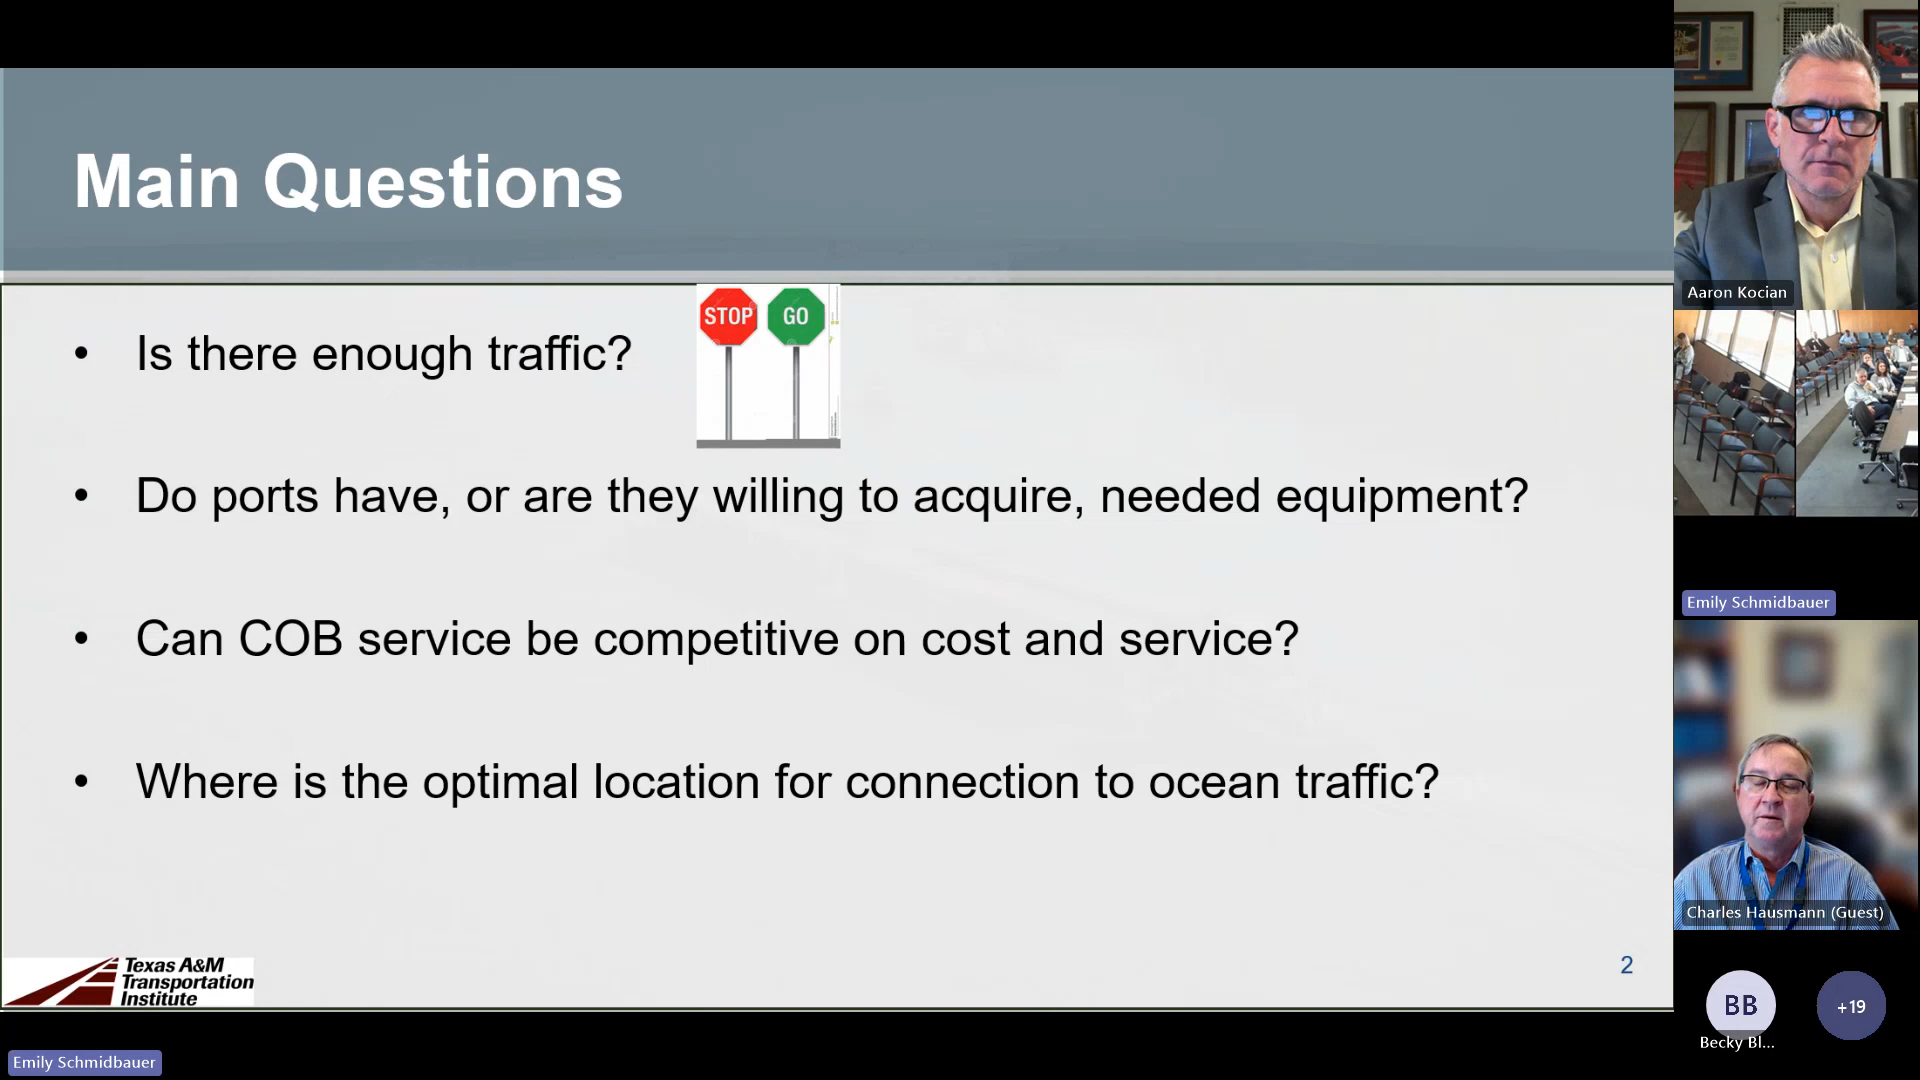 Main Questions
STOP GO
• Is there enough traffic?
• Do ports have, or are they willing to acquire, needed equipment?
• Can COB service be competitive on cost and service?
• Where is the optimal location for connection to ocean traffic?
Texas A&M
Transportation
Institute
2
Emily Schmidbauer
Aaron Kocian
Emily Schmidbauer
Charles Hausmann (Guest)
BB
Becky Bl...
+19